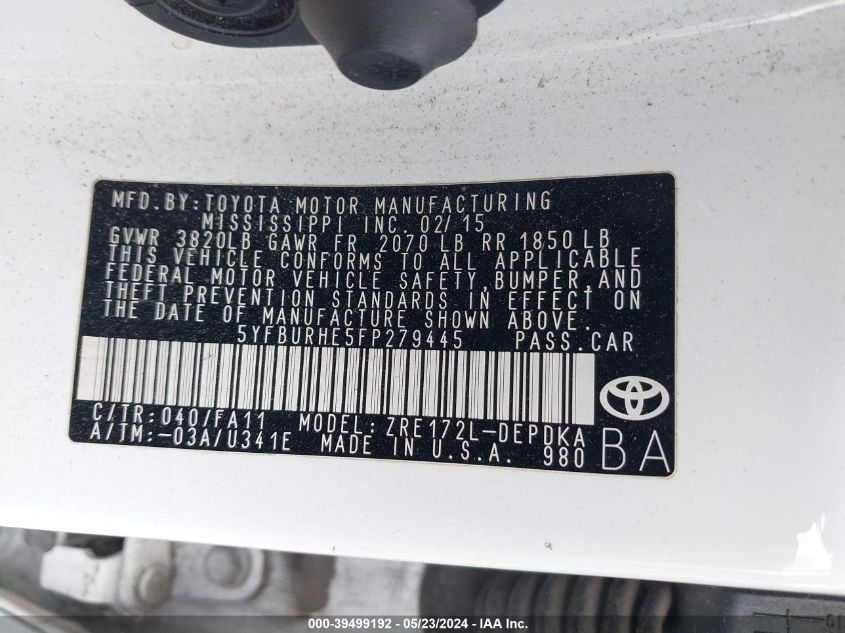 MFD.BY:TOYOTA MOTOR MANUFACTURING
MISSISSIPPI INC. 02/15
GVWR 3820LB GAWR FR 2070 LB RR 1850 LB
THIS VEHICLE CONFORMS TO ALL APPLICABLE
FEDERAL MOTOR VEHICLE SAFETY,BUMPER,AND
THEFT PREVENTION STANDARDS IN EFFECT ON
THE DATE OF MANUFACTURE SHOWN ABOVE.
5YFBURHE5FP279445 PASS.CAR
C/TR:040/FA11 MODEL:ZRE172L-DEPDKA
A/TM:-03A/U341E MADE IN U.S.A. 980 BA
000-39499192 - 05/23/2024 - IAA Inc.